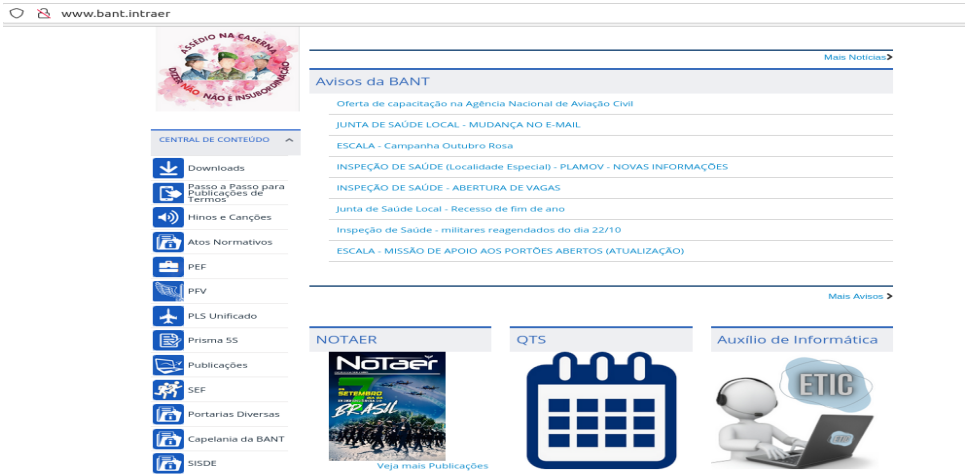 www.bant.intraer
ASSÉDIO NA CASERNA
DIZER NÃO NÃO É INSUBORDINAÇÃO
Mais Notícias
Avisos da BANT
Oferta de capacitação na Agência Nacional de Aviação Civil
JUNTA DE SAÚDE LOCAL - MUDANÇA NO E-MAIL
ESCALA - Campanha Outubro Rosa
INSPEÇÃO DE SAÚDE (Localidade Especial) - PLAMOV - NOVAS INFORMAÇÕES
INSPEÇÃO DE SAÚDE - ABERTURA DE VAGAS
Junta de Saúde Local - Recesso de fim de ano
Inspeção de Saúde - militares reagendados do dia 22/10
ESCALA - MISSÃO DE APOIO AOS PORTÕES ABERTOS (ATUALIZAÇÃO)
Mais Avisos
CENTRAL DE CONTEÚDO
Downloads
Passo a Passo para
Publicações de
Termos
Hinos e Canções
Atos Normativos
PEF
PFV
PLS Unificado
Prisma 5S
Publicações
SEF
Portarias Diversas
Capelania da BANT
SISDE
NOTAER
NOTAER
7 DE
SETEMBRO
BRASIL
Veja mais Publicações
QTS
Auxílio de Informática
ETIC